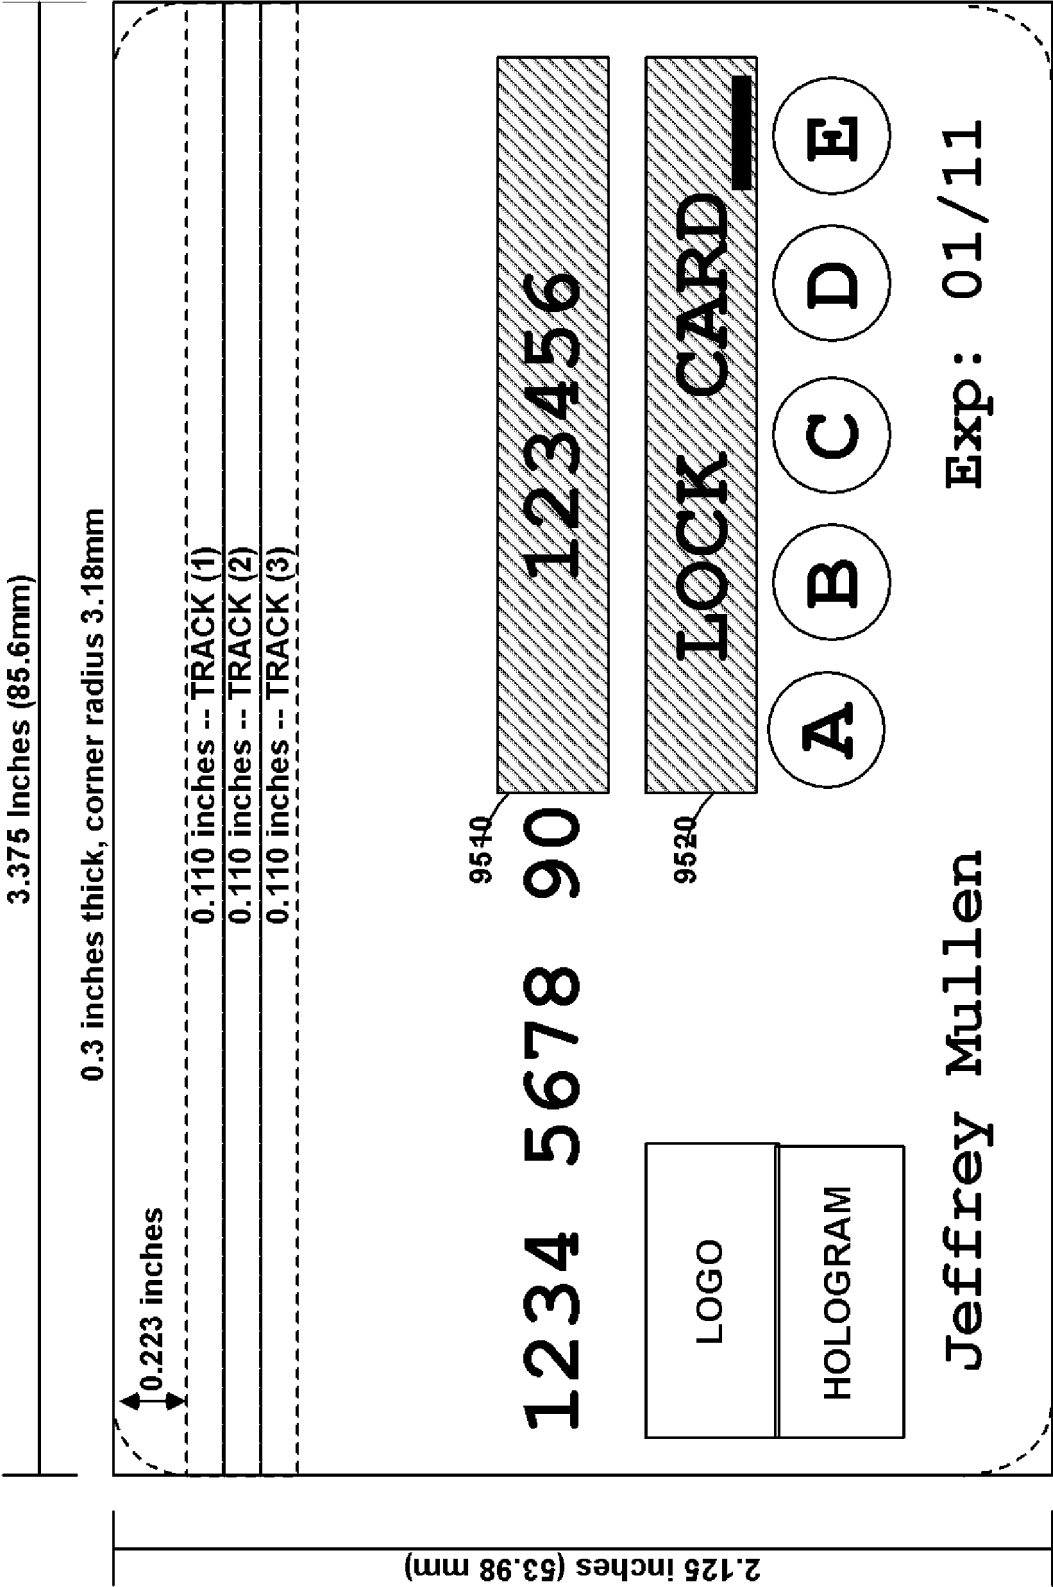 3.375 Inches (85.6mm)
0.3 inches thick, corner radius 3.18mm
0.223 inches
0.110 inches -- TRACK (1)
0.110 inches -- TRACK (2)
0.110 inches -- TRACK (3)
9510
1234 5678 90 123456
9520
LOGO
LOCK CARD
HOLOGRAM
A B C D E
Jeffrey Mullen Exp: 01/11
2.125 inches (53.98 mm)